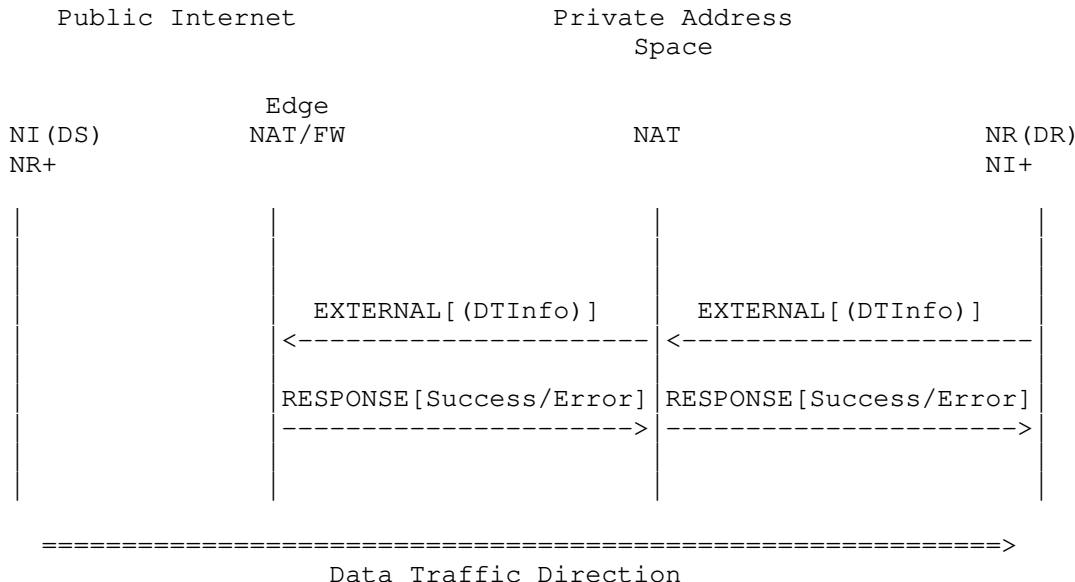 Public Internet Private Address
Space
Edge
NI(DS) NAT/FW NAT NR(DR)
NR+ NI+
EXTERNAL[(DTInfo)] EXTERNAL[(DTInfo)]
RESPONSE[Success/Error] RESPONSE[Success/Error]
Data Traffic Direction